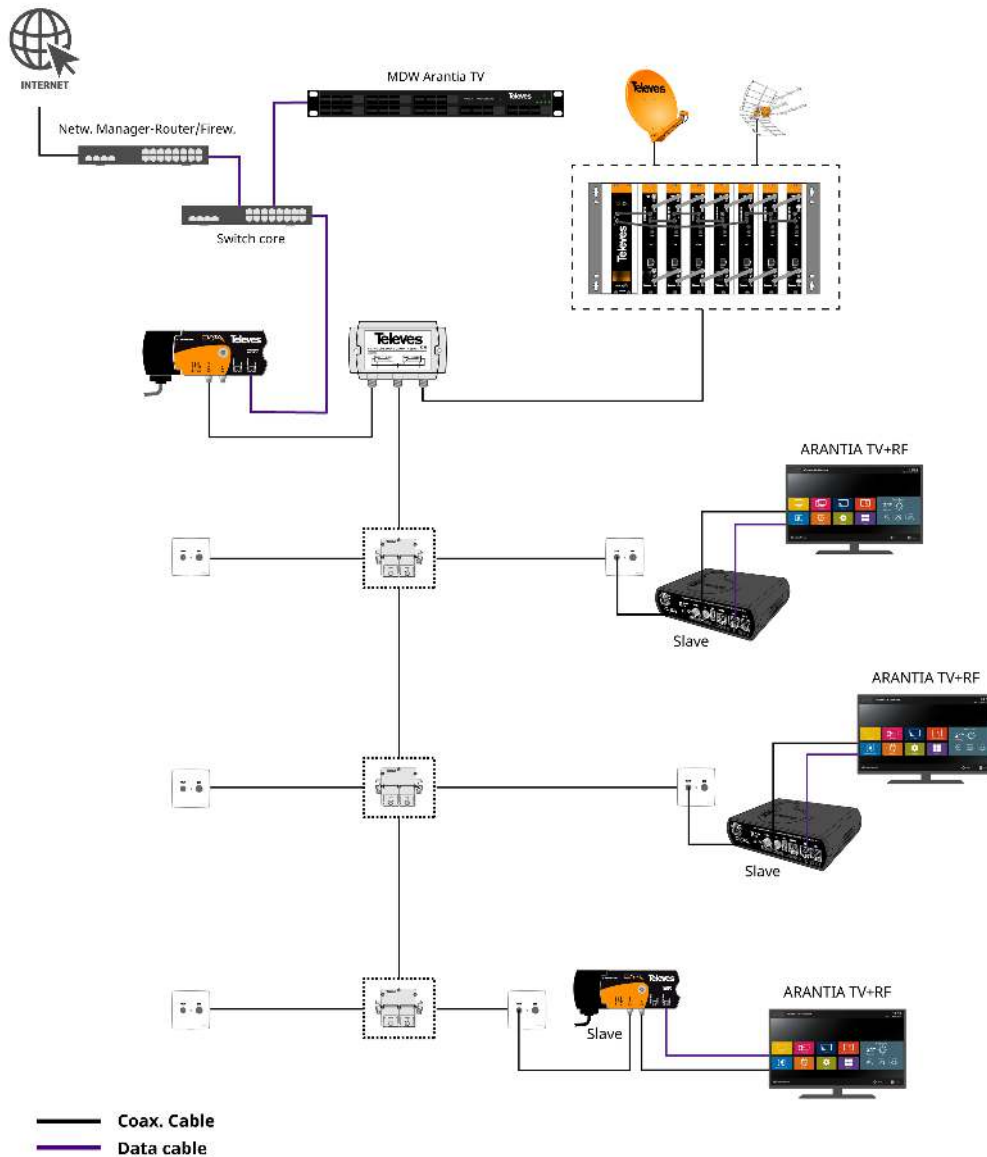 INTERNET
MDW Arantia TV
Televes
Netw. Manager-Router/Firew.
Switch core
Televes
Televes
Televes
Televes
ARANTIA TV+RF
Slave
ARANTIA TV+RF
Slave
Televes
Slave
ARANTIA TV+RF
Coax. Cable
Data cable